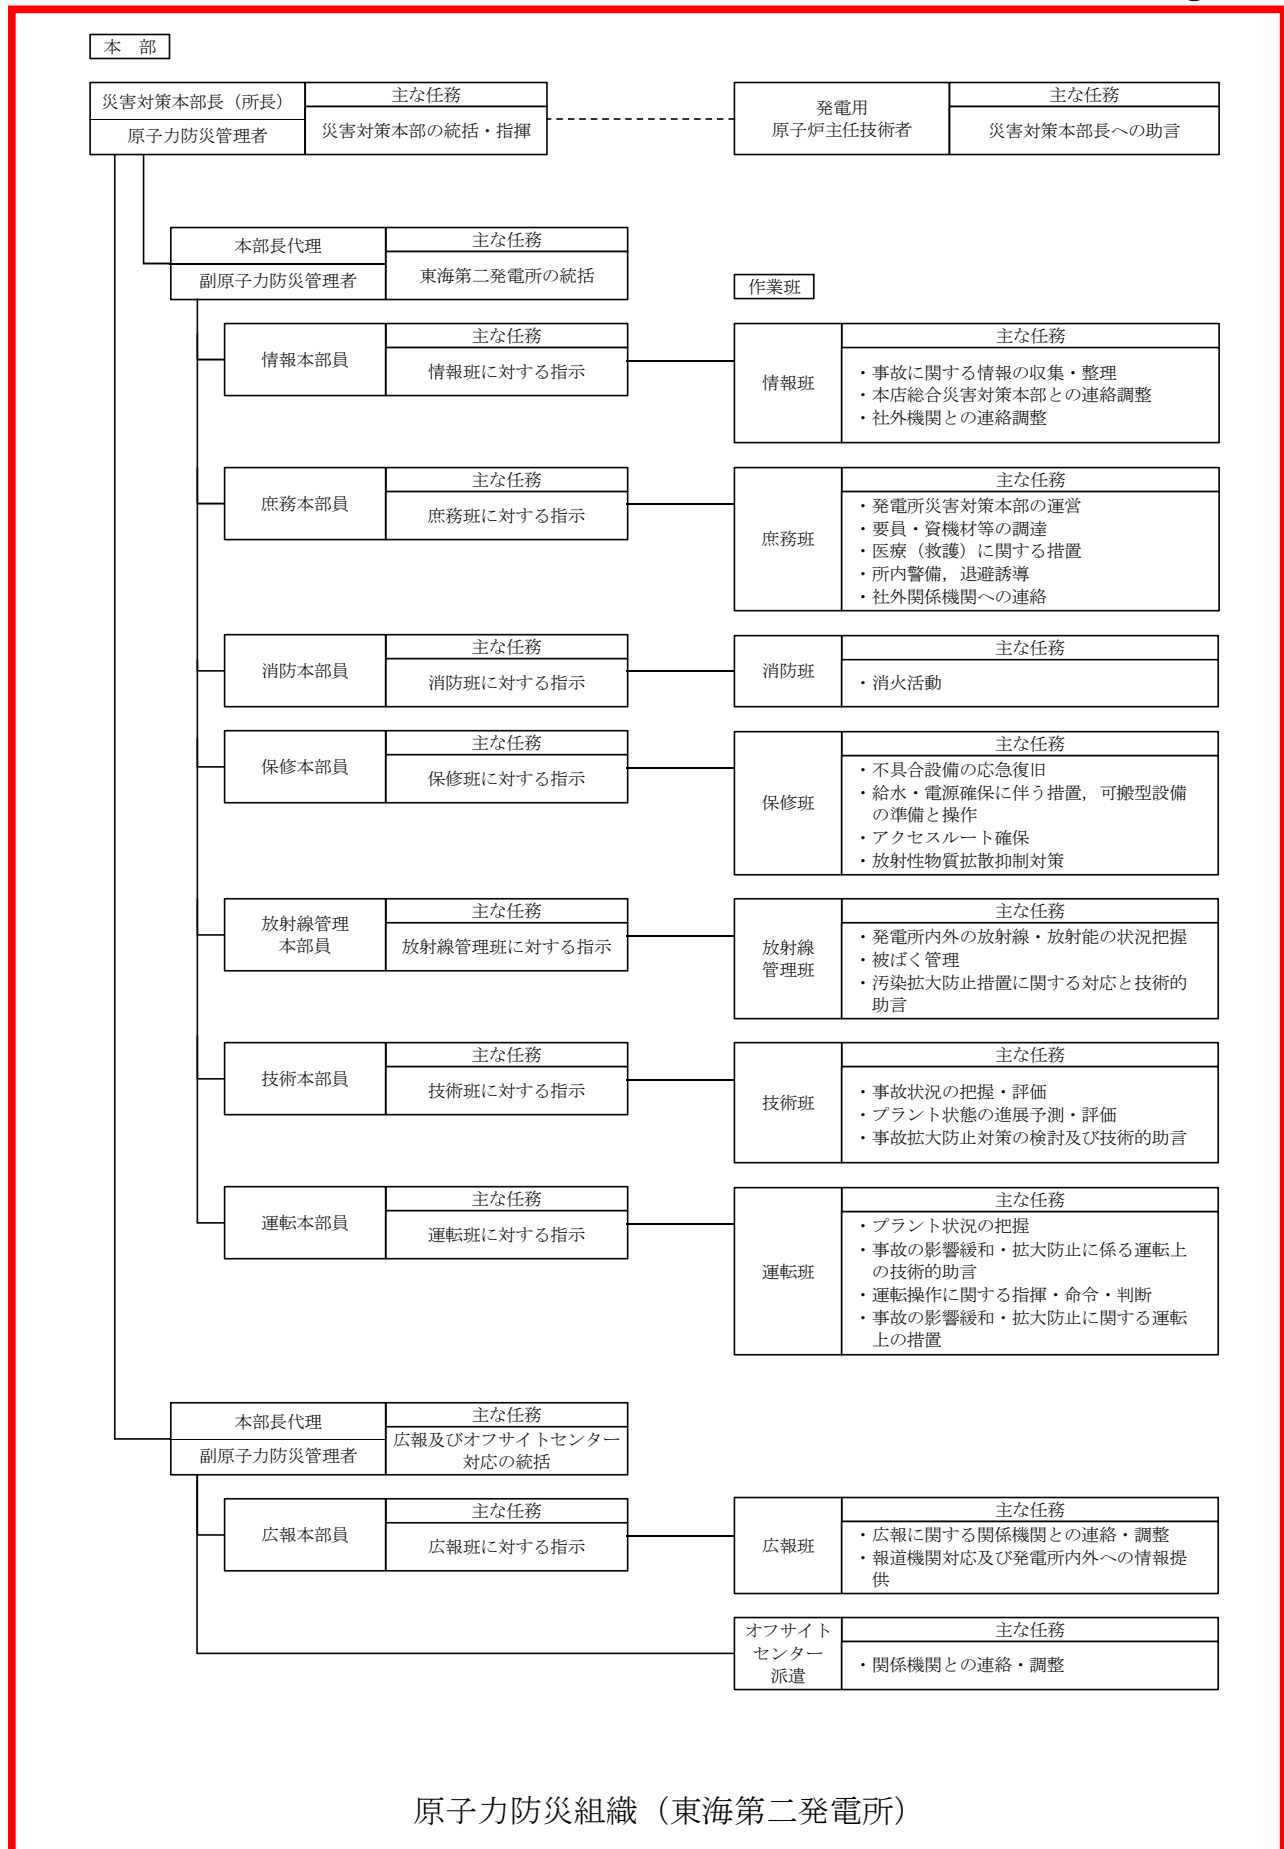 本 部
災害対策本部長（所長）
原子力防災管理者
主な任務
災害対策本部の統括・指揮
発電用
原子炉主任技術者
主な任務
災害対策本部長への助言
本部長代理
副原子力防災管理者
主な任務
東海第二発電所の統括
作業班
情報本部員
主な任務
情報班に対する指示
情報班
主な任務
・事故に関する情報の収集・整理
・本店総合災害対策本部との連絡調整
・社外機関との連絡調整
庶務本部員
主な任務
庶務班に対する指示
庶務班
主な任務
・発電所災害対策本部の運営
・要員・資機材等の調達
・医療（救護）に関する措置
・所内警備，退避誘導
・社外関係機関への連絡
消防本部員
主な任務
消防班に対する指示
消防班
主な任務
・消火活動
保修本部員
主な任務
保修班に対する指示
保修班
主な任務
・不具合設備の応急復旧
・給水・電源確保に伴う措置，可搬型設備
の準備と操作
・アクセスルート確保
・放射性物質拡散抑制対策
放射線管理
本部員
主な任務
放射線管理班に対する指示
放射線
管理班
主な任務
・発電所内外の放射線・放射能の状況把握
・被ばく管理
・汚染拡大防止措置に関する対応と技術的
助言
技術本部員
主な任務
技術班に対する指示
技術班
主な任務
・事故状況の把握・評価
・プラント状態の進展予測・評価
・事故拡大防止対策の検討及び技術的助言
運転本部員
主な任務
運転班に対する指示
運転班
主な任務
・プラント状況の把握
・事故の影響緩和・拡大防止に係る運転上
の技術的助言
・運転操作に関する指揮・命令・判断
・事故の影響緩和・拡大防止に関する運転
上の措置
本部長代理
副原子力防災管理者
主な任務
広報及びオフサイトセンター
対応の統括
広報本部員
主な任務
広報班に対する指示
広報班
主な任務
・広報に関する関係機関との連絡・調整
・報道機関対応及び発電所内外への情報提
供
オフサイト
センター
派遣
主な任務
・関係機関との連絡・調整
原子力防災組織（東海第二発電所）